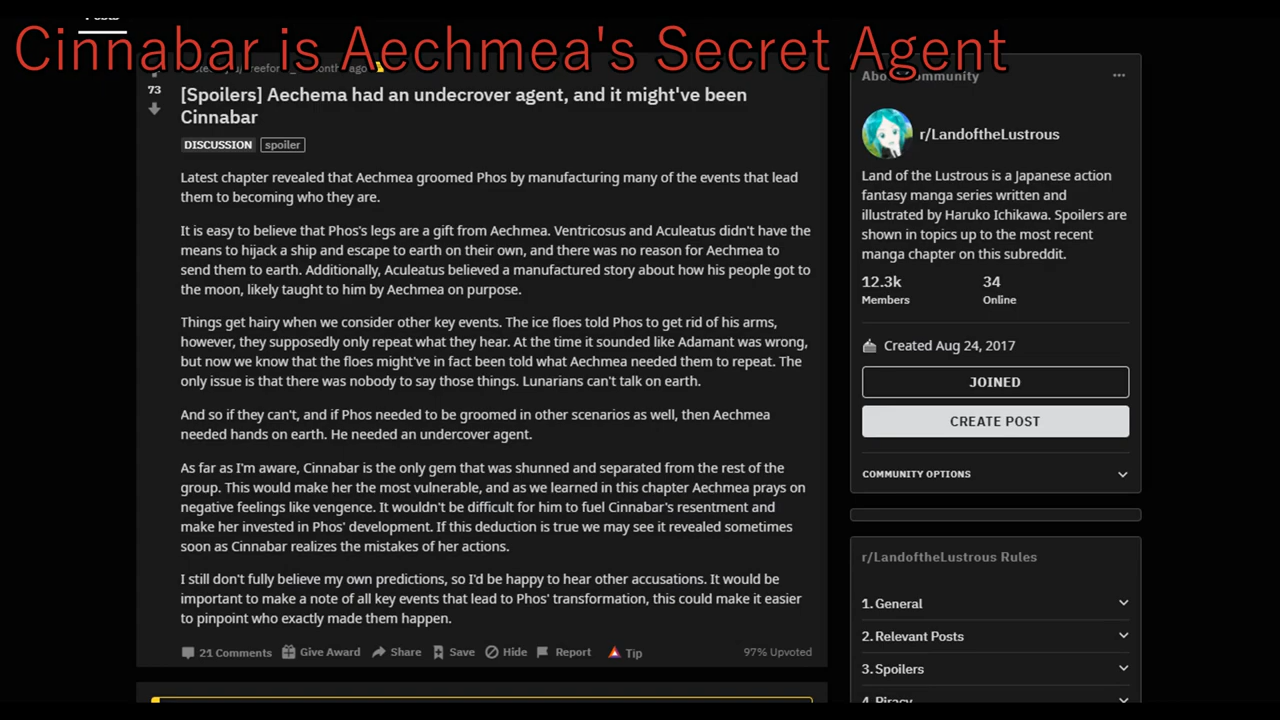 Posts
Cinnabar is Aechmea's Secret Agent
73
[Spoilers] Aechema had an undecrover agent, and it might've been
Cinnabar
DISCUSSION spoiler
Latest chapter revealed that Aechmea groomed Phos by manufacturing many of the events that lead
them to becoming who they are.
It is easy to believe that Phos's legs are a gift from Aechmea. Ventricosus and Aculeatus didn't have the
means to hijack a ship and escape to earth on their own, and there was no reason for Aechmea to
send them to earth. Additionally, Aculeatus believed a manufactured story about how his people got to
the moon, likely taught to him by Aechmea on purpose.
Things get hairy when we consider other key events. The ice floes told Phos to get rid of his arms,
however, they supposedly only repeat what they hear. At the time it sounded like Adamant was wrong,
but now we know that the floes might've in fact been told what Aechmea needed them to repeat. The
only issue is that there was nobody to say those things. Lunarians can't talk on earth.
And so if they can't, and if Phos needed to be groomed in other scenarios as well, then Aechmea
needed hands on earth. He needed an undercover agent.
As far as I'm aware, Cinnabar is the only gem that was shunned and separated from the rest of the
group. This would make her the most vulnerable, and as we learned in this chapter Aechmea prays on
negative feelings like vengence. It wouldn't be difficult for him to fuel Cinnabar's resentment and
make her invested in Phos' development. If this deduction is true we may see it revealed sometimes
soon as Cinnabar realizes the mistakes of her actions.
I still don't fully believe my own predictions, so I'd be happy to hear other accusations. It would be
important to make a note of all key events that lead to Phos' transformation, this could make it easier
to pinpoint who exactly made them happen.
21 Comments Give Award Share Save Hide Report Tip 97% Upvoted
About Community
r/LandoftheLustrous
Land of the Lustrous is a Japanese action
fantasy manga series written and
illustrated by Haruko Ichikawa. Spoilers are
shown in topics up to the most recent
manga chapter on this subreddit.
12.3k 34
Members Online
Created Aug 24, 2017
JOINED
CREATE POST
COMMUNITY OPTIONS
r/LandoftheLustrous Rules
1. General
2. Relevant Posts
3. Spoilers
4. Piracy